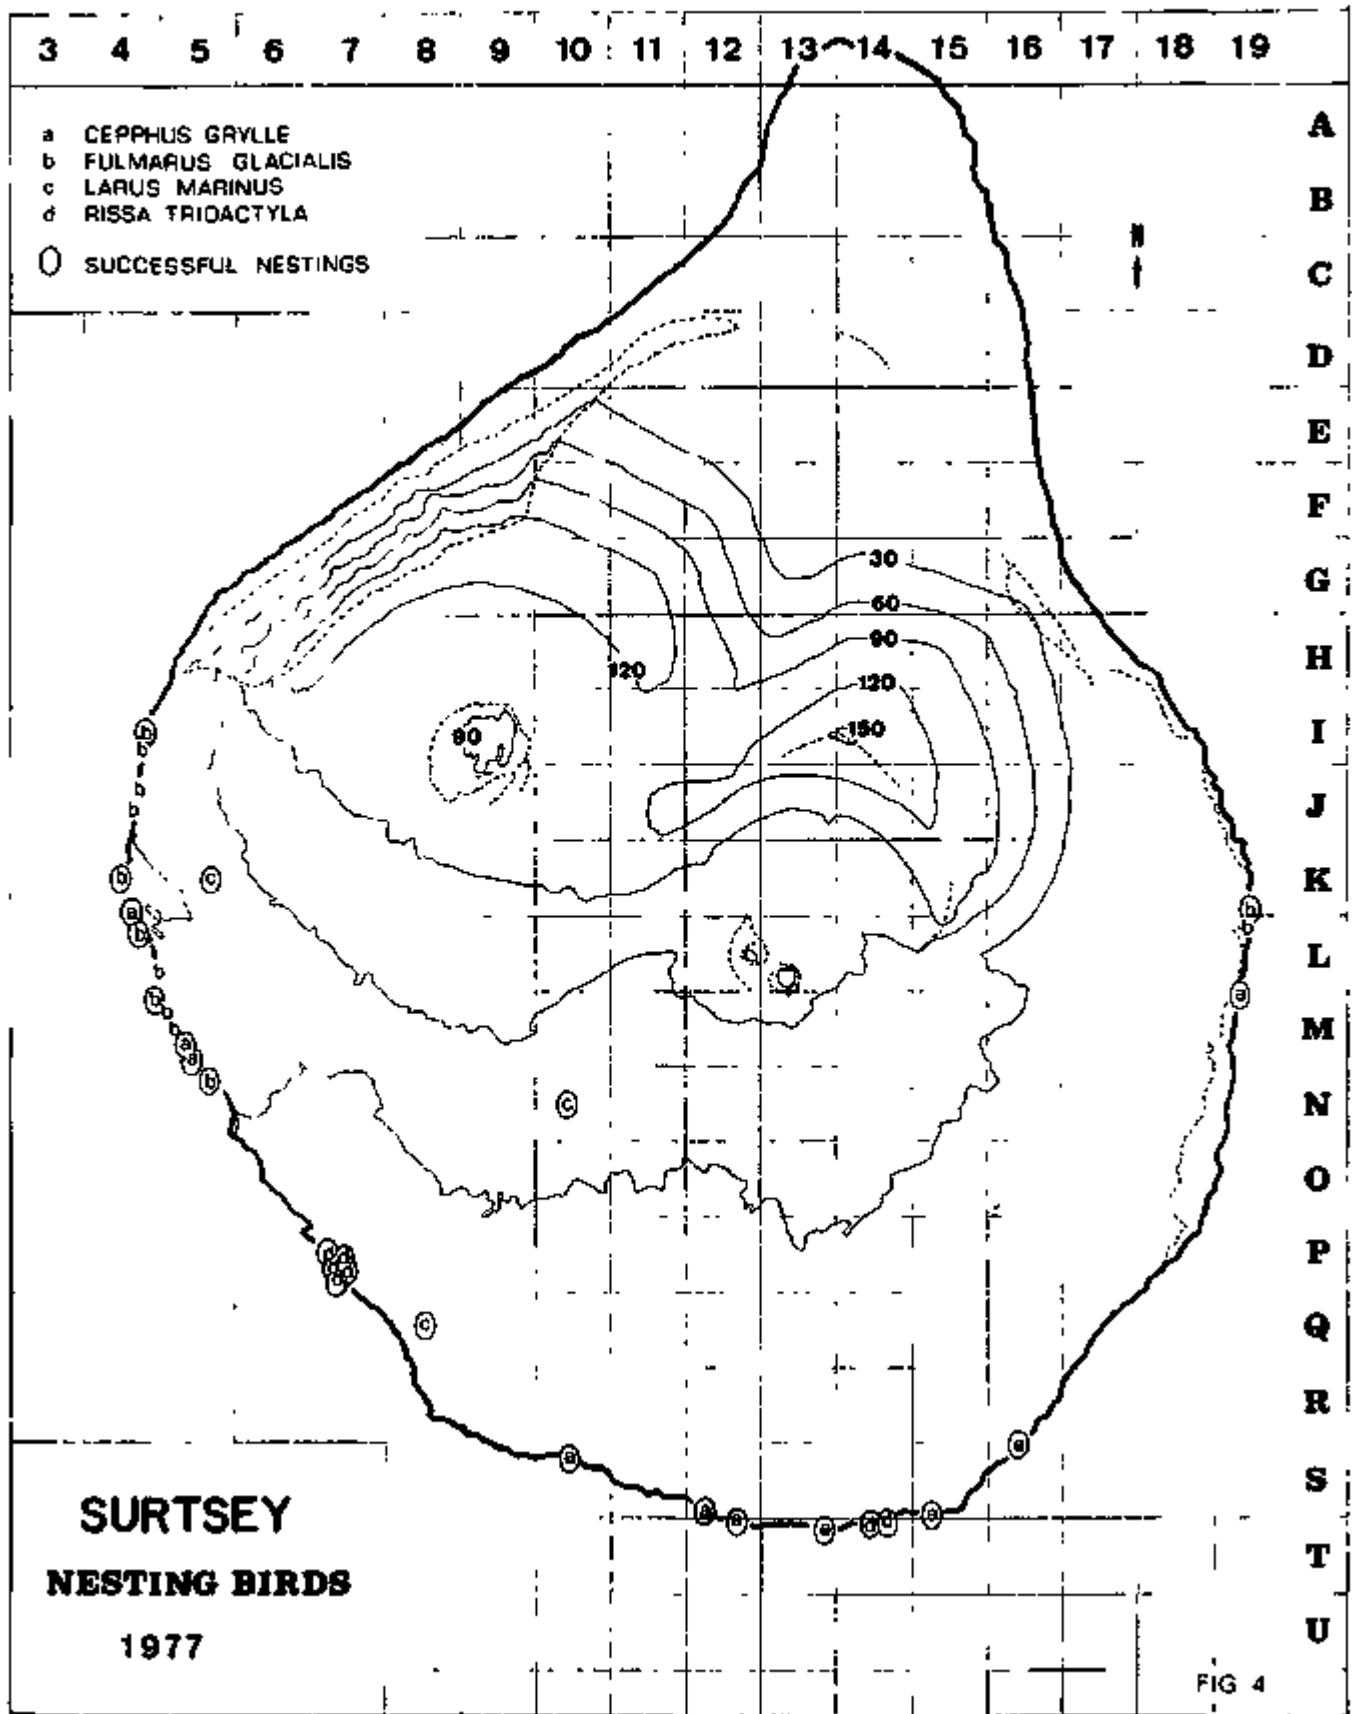 3 4 5 6 7 8 9 10 11 12 13 14 15 16 17 18 19
a CEPPHUS GRYLLE
b FULMARUS GLACIALIS
c LARUS MARINUS
d RISSA TRIDACTYLA
SUCCESSFUL NESTINGS
N
A
B
C
D
E
F
G
H
I
J
K
L
M
N
O
P
Q
R
S
T
U
30
60
90
120
150
120
90
b
b
b
b
b
c
a
b
b
b
b
b
a
a
b
c
c
b
b
a
a
a
a
a
a
a
SURTSEY
NESTING BIRDS
1977
FIG 4